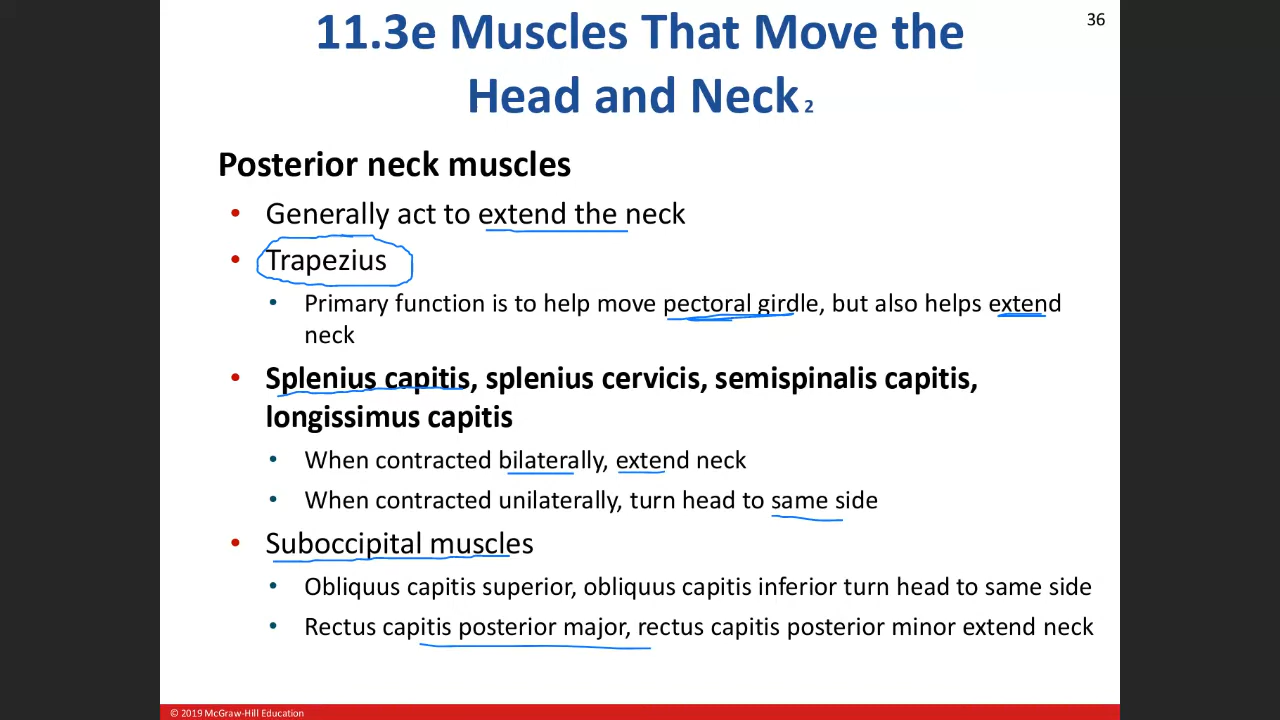 36
11.3e Muscles That Move the
Head and Neck 2
Posterior neck muscles
• Generally act to extend the neck
• Trapezius
• Primary function is to help move pectoral girdle, but also helps extend
neck
• Splenius capitis, splenius cervicis, semispinalis capitis,
longissimus capitis
• When contracted bilaterally, extend neck
• When contracted unilaterally, turn head to same side
• Suboccipital muscles
• Obliquus capitis superior, obliquus capitis inferior turn head to same side
• Rectus capitis posterior major, rectus capitis posterior minor extend neck
© 2019 McGraw-Hill Education